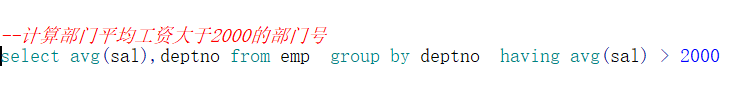 --计算部门平均工资大于2000的部门号
select avg(sal),deptno from emp  group by deptno  having avg(sal) > 2000